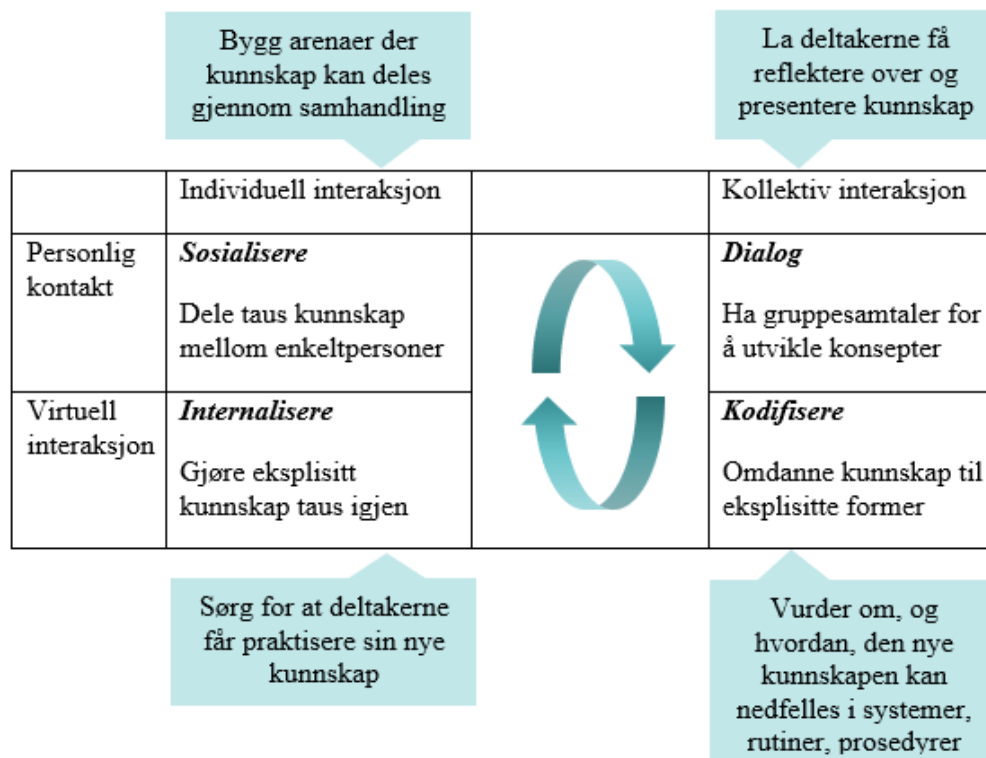 Bygg arenaer der
kunnskap kan deles
gjennom samhandling
La deltakerne få
reflektere over og
presentere kunnskap
Individuell interaksjon
Kollektiv interaksjon
Personlig
kontakt
Sosialisere
Dele taus kunnskap
mellom enkeltpersoner
Dialog
Ha gruppesamtaler for
å utvikle konsepter
Virtuell
interaksjon
Internalisere
Gjøre eksplisitt
kunnskap taus igjen
Kodifisere
Omdanne kunnskap til
eksplisitte former
Sørg for at deltakerne
får praktisere sin nye
kunnskap
Vurder om, og
hvordan, den nye
kunnskapen kan
nedfelles i systemer,
rutiner, prosedyrer